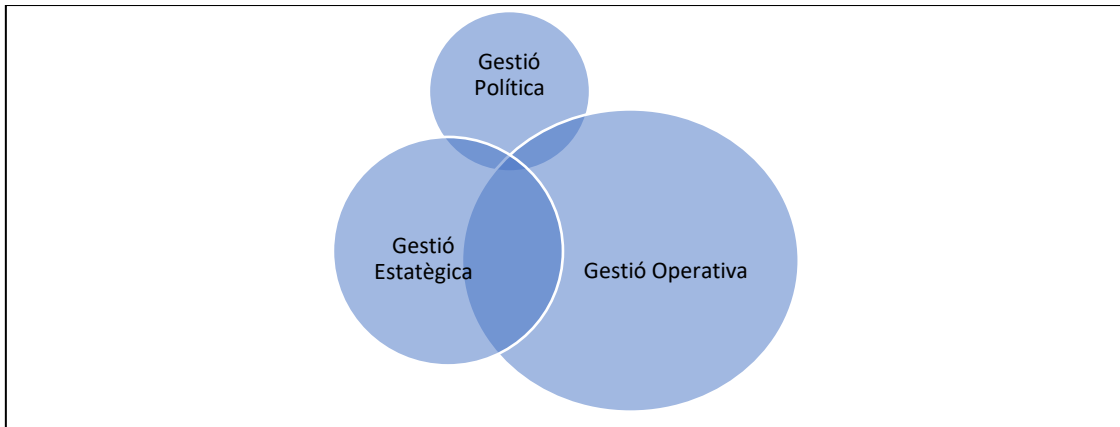 Gestió
Política
Gestió
Estatègica
Gestió Operativa